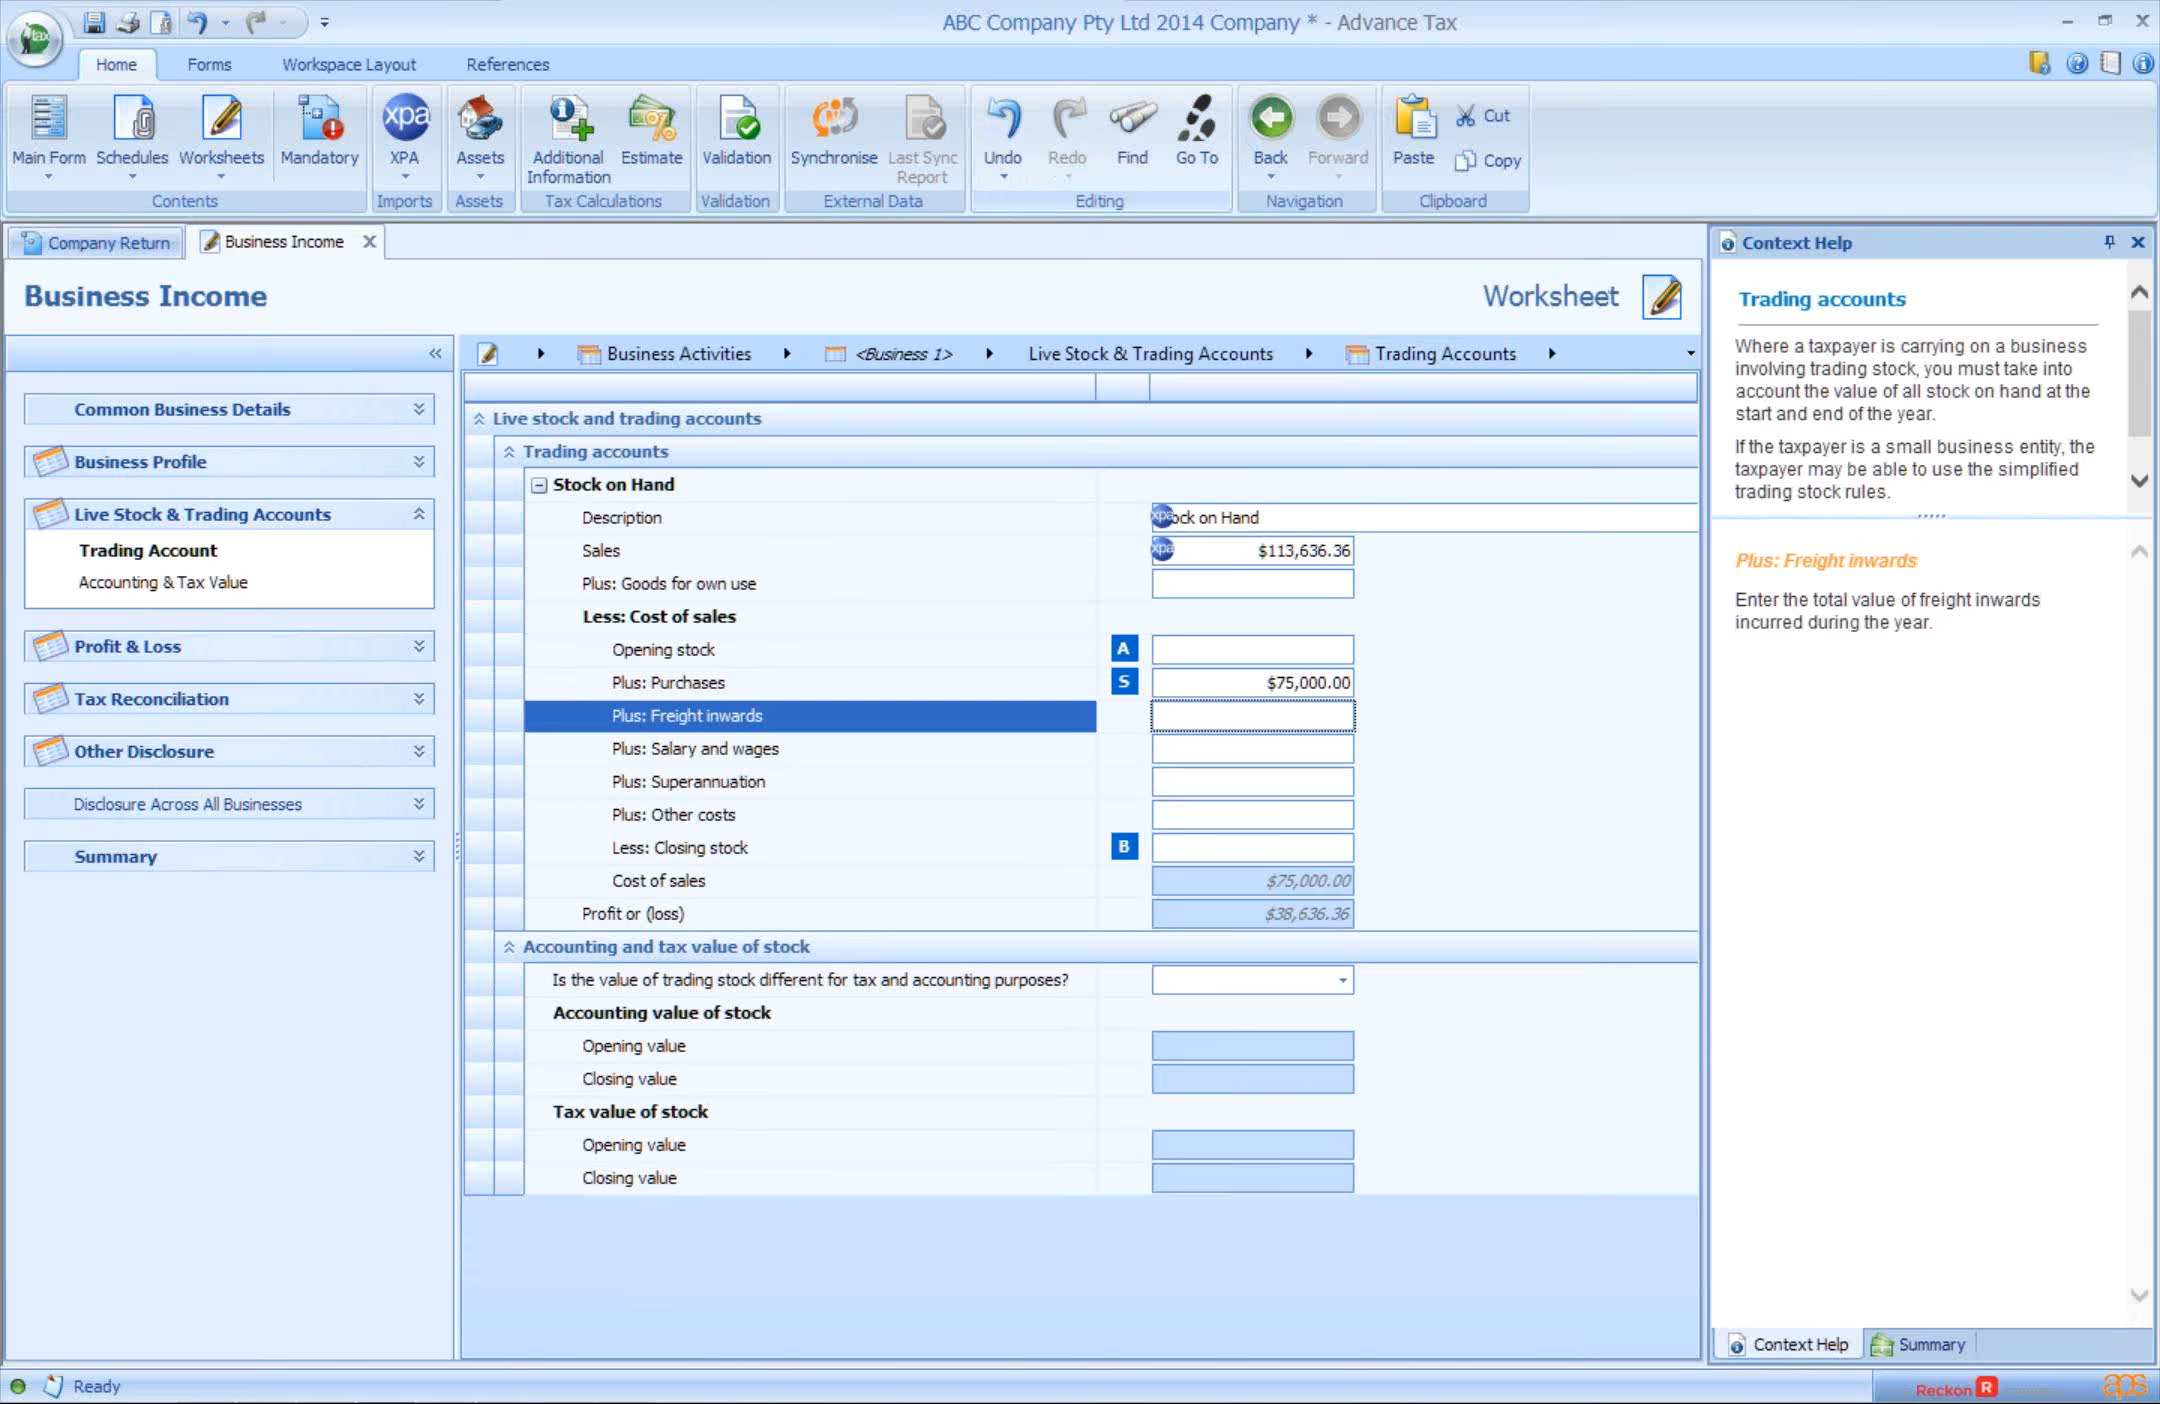 ABC Company Pty Ltd 2014 Company * - Advance Tax
tax
Home Forms Workspace Layout References
xpa
Main Form Schedules Worksheets Mandatory XPA Assets Additional Information Estimate Validation Synchronise Last Sync Report Undo Redo Find Go To Back Forward Paste Cut
Copy
Contents Imports Assets Tax Calculations Validation External Data Editing Navigation Clipboard
Company Return Business Income
Business Income
Worksheet
Business Activities <Business 1> Live Stock & Trading Accounts Trading Accounts
Common Business Details
Business Profile
Live Stock & Trading Accounts
Trading Account
Accounting & Tax Value
Profit & Loss
Tax Reconciliation
Other Disclosure
Disclosure Across All Businesses
Summary
Live stock and trading accounts
Trading accounts
Stock on Hand
Description xpa ock on Hand
Sales xpa $113,636.36
Plus: Goods for own use
Less: Cost of sales
Opening stock A
Plus: Purchases S $75,000.00
Plus: Freight inwards
Plus: Salary and wages
Plus: Superannuation
Plus: Other costs
Less: Closing stock B
Cost of sales $75,000.00
Profit or (loss) $38,636.36
Accounting and tax value of stock
Is the value of trading stock different for tax and accounting purposes?
Accounting value of stock
Opening value
Closing value
Tax value of stock
Opening value
Closing value
Context Help
Trading accounts
Where a taxpayer is carrying on a business
involving trading stock, you must take into
account the value of all stock on hand at the
start and end of the year.
If the taxpayer is a small business entity, the
taxpayer may be able to use the simplified
trading stock rules.
Plus: Freight inwards
Enter the total value of freight inwards
incurred during the year.
Context Help Summary
Ready
Reckon R
aps